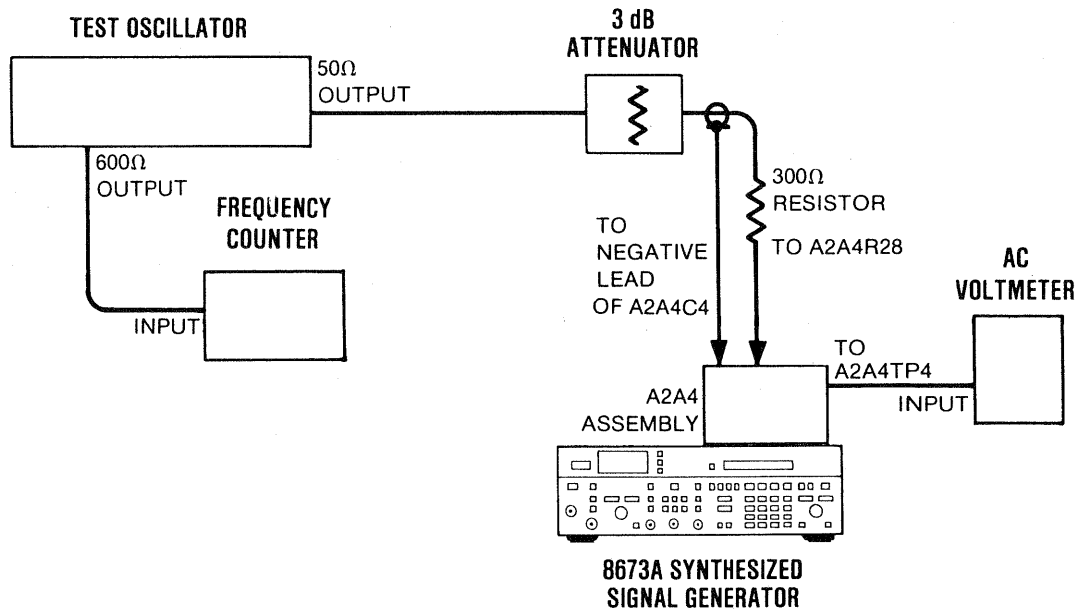 TEST OSCILLATOR
50Ω
OUTPUT
600Ω
OUTPUT
FREQUENCY
COUNTER
INPUT
3 dB
ATTENUATOR
300Ω
RESISTOR
TO A2A4R28
TO
NEGATIVE
LEAD
OF A2A4C4
AC
VOLTMETER
TO
A2A4TP4
INPUT
A2A4
ASSEMBLY
8673A SYNTHESIZED
SIGNAL GENERATOR